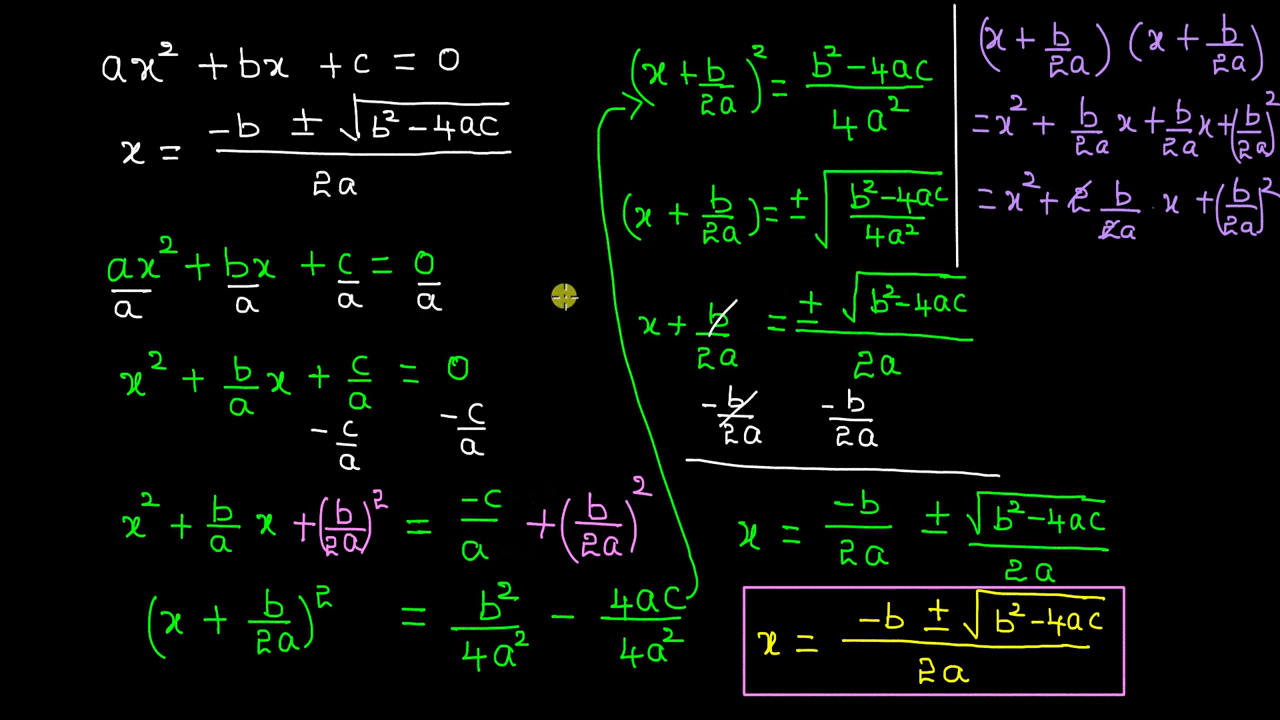 ax² + bx + c = 0
x = (-b ± √(b² - 4ac))/(2a)
ax²/a + bx/a + c/a = 0/a
x² + b/a x + c/a = 0
-c/a -c/a
x² + b/a x + (b/2a)² = -c/a + (b/2a)²
(x + b/2a)² = b²/4a² - 4ac/4a²
(x + b/2a)² = (b² - 4ac)/4a²
(x + b/2a) = ± √((b² - 4ac)/4a²)
x + b/2a = ± √(b² - 4ac)/2a
-b/2a -b/2a
x = -b/2a ± √(b² - 4ac)/2a
x = (-b ± √(b² - 4ac))/2a
(x + b/2a) (x + b/2a)
= x² + b/2a x + b/2a x + (b/2a)²
= x² + 2 b/2a · x + (b/2a)²